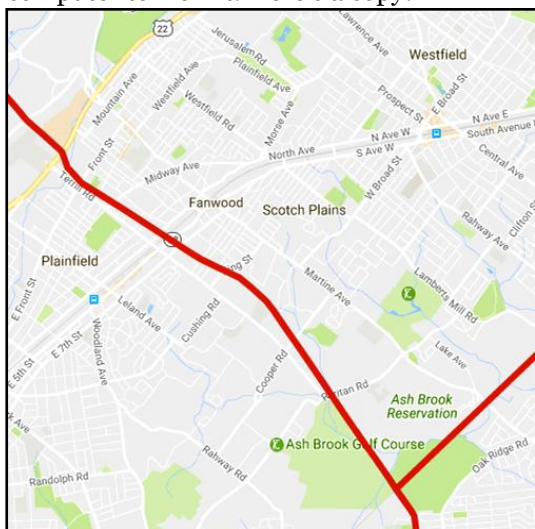 22
Lawrence Ave
Westfield
Jerusalem Rd
Westfield Ave
Plainfield Ave
Mountain Ave
Westfield Rd
Prospect St
E Broad St
Morse Ave
N Ave E
N Ave W
South Avenue
S Ave W
North Ave
Front St
Midway Ave
Central Ave
W Broad St
Terrill Rd
Fanwood
Scotch Plains
Rahway Ave
Clifton S
Plainfield
Martine Ave
Lamberts Mill Rd
E Front St
Leland Ave
Cushing Rd
Woodland Ave
E 7th St
E 5th St
Cooper Rd
Lake Ave
Ash Brook
Reservation
Ash Brook Golf Course
Rahway Rd
Oak Ridge Rd
Randolph Rd